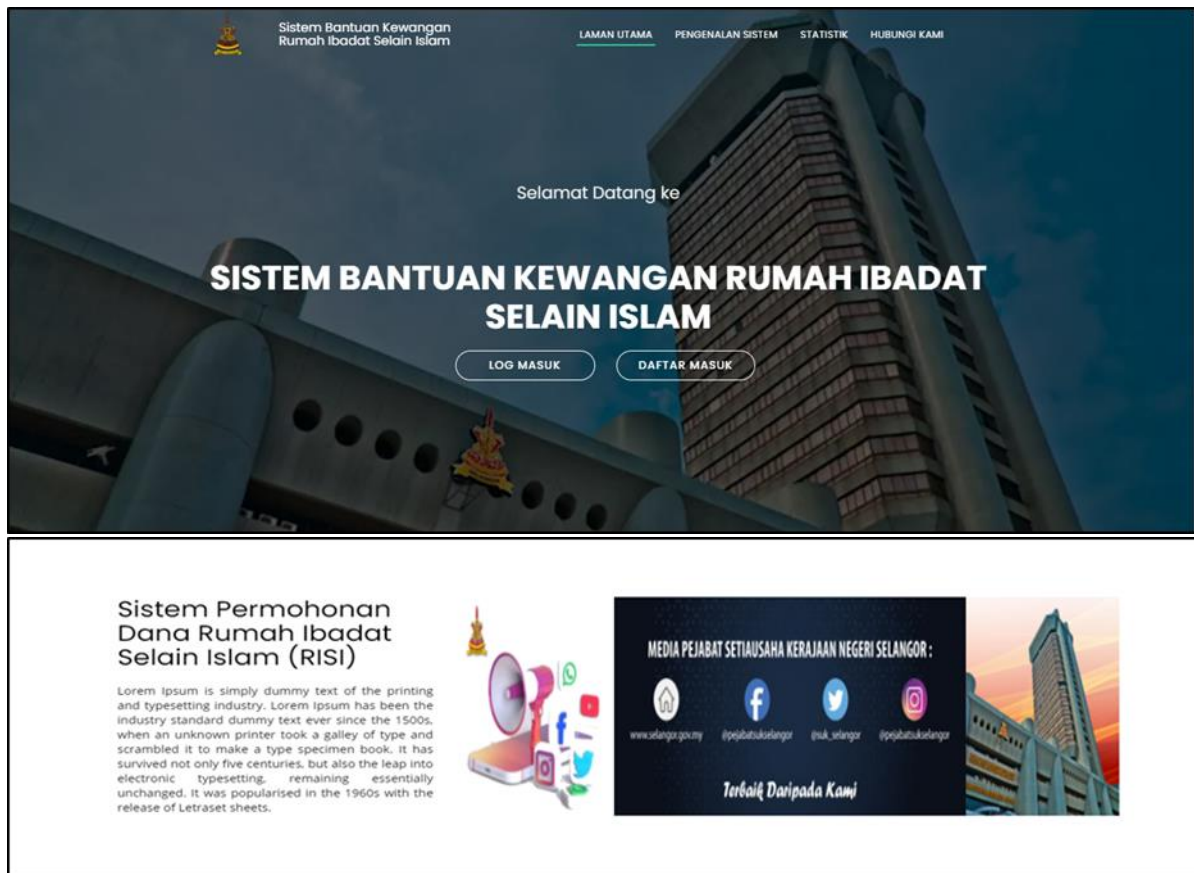 Sistem Bantuan Kewangan
Rumah Ibadat Selain Islam
LAMAN UTAMA PENGENALAN SISTEM STATISTIK HUBUNGI KAMI
Selamat Datang ke
SISTEM BANTUAN KEWANGAN RUMAH IBADAT
SELAIN ISLAM
LOG MASUK DAFTAR MASUK
Sistem Permohonan
Dana Rumah Ibadat
Selain Islam (RISI)
Lorem Ipsum is simply dummy text of the printing
and typesetting industry. Lorem Ipsum has been the
industry standard dummy text ever since the 1500s,
when an unknown printer took a galley of type and
scrambled it to make a type specimen book. It has
survived not only five centuries, but also the leap into
electronic typesetting, remaining essentially
unchanged. It was popularised in the 1960s with the
release of Letraset sheets.
MEDIA PEJABAT SETIAUSAHA KERAJAAN NEGERI SELANGOR :
www.selangor.gov.my @pejabatsukselangor @suk_selangor @pejabatsukselangor
Terbaik Daripada Kami